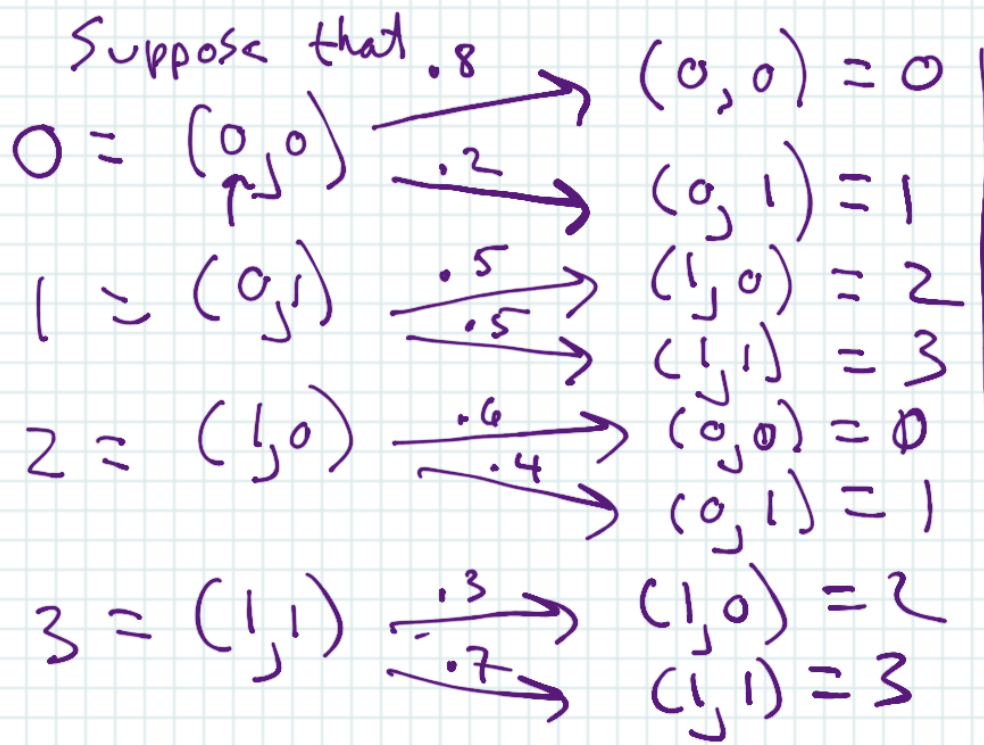 Suppose that
0 = (0,0) .8 → (0,0) = 0
.2 → (0,1) = 1
1 = (0,1) .5 → (1,0) = 2
.5 → (1,1) = 3
2 = (1,0) .6 → (0,0) = 0
.4 → (0,1) = 1
3 = (1,1) .3 → (1,0) = 2
.7 → (1,1) = 3